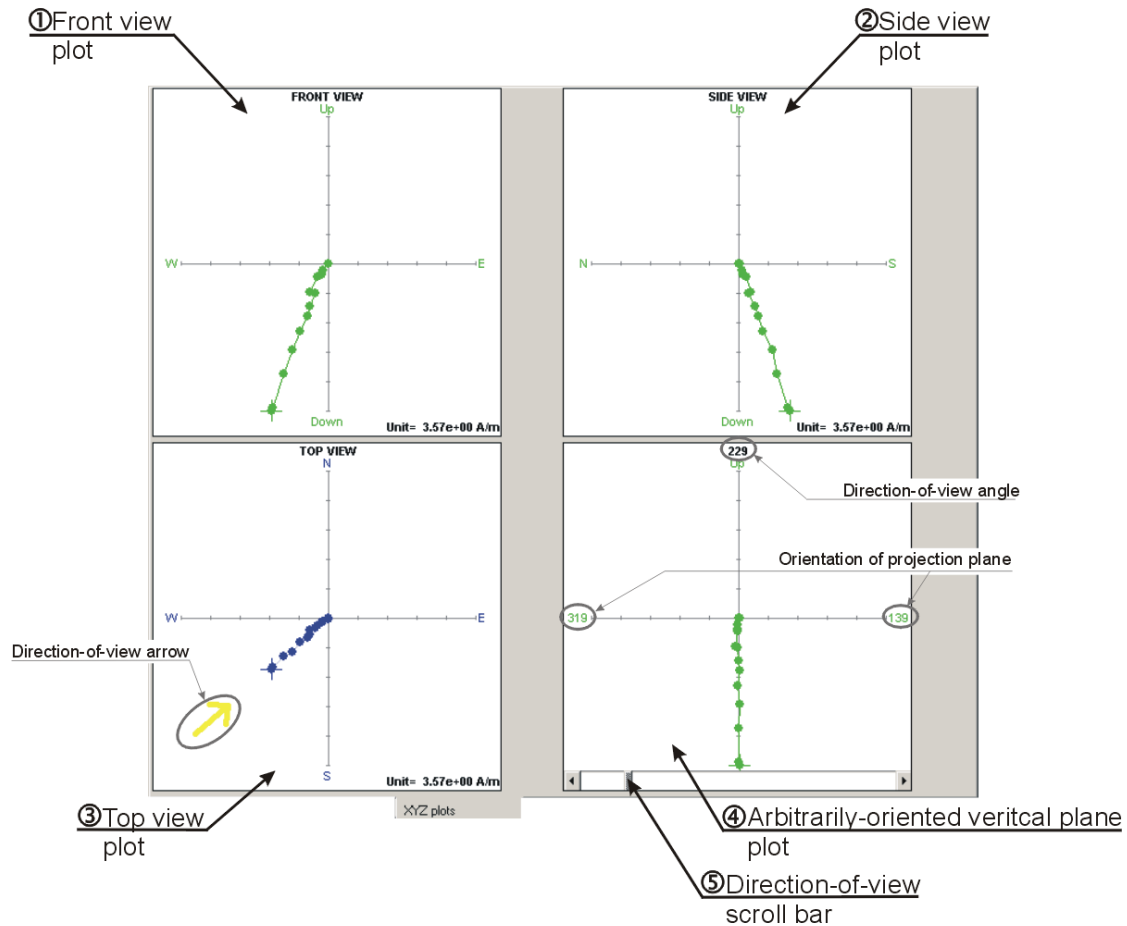 ①Front view
plot
②Side view
plot
FRONT VIEW
Up
W
E
Down
Unit= 3.57e+00 A/m
SIDE VIEW
Up
N
S
Down
Unit= 3.57e+00 A/m
TOP VIEW
N
W
E
S
Unit= 3.57e+00 A/m
229
Up
Direction-of-view angle
Orientation of projection plane
319
139
Direction-of-view arrow
XYZ plots
③Top view
plot
④Arbitrarily-oriented veritcal plane
plot
⑤Direction-of-view
scroll bar